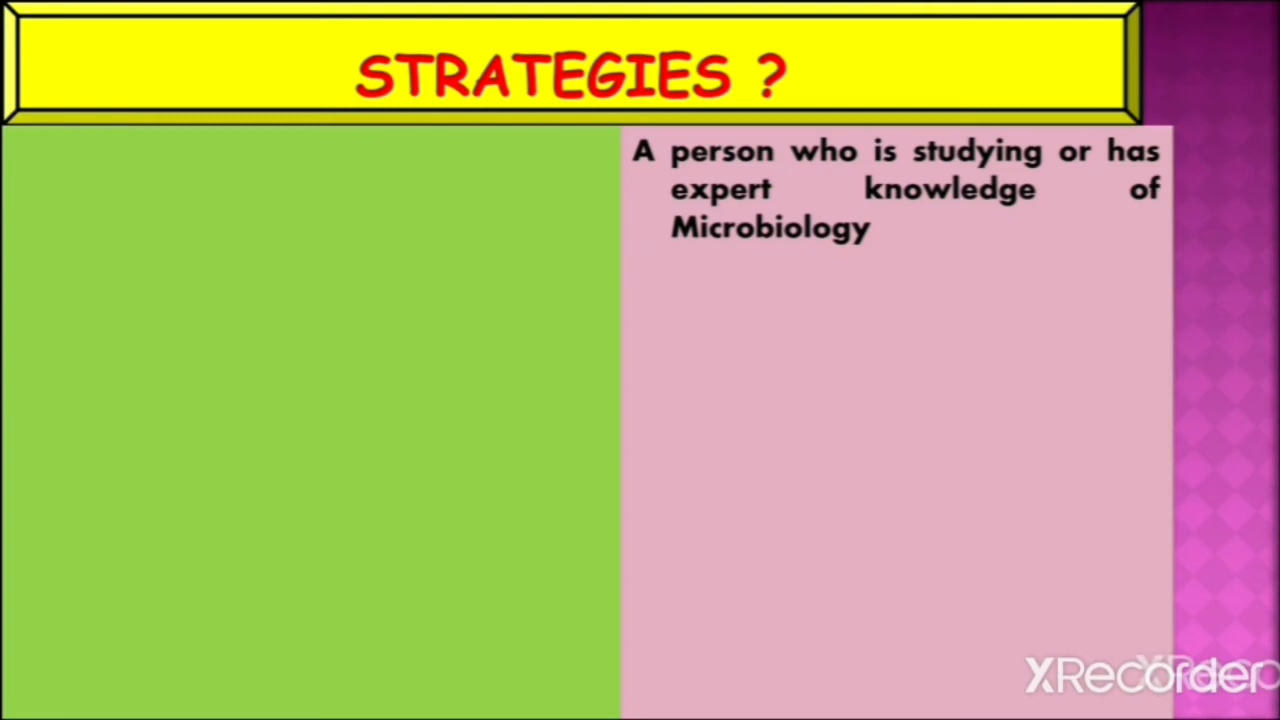 STRATEGIES ?
A person who is studying or has
expert knowledge of
Microbiology
XRecorder